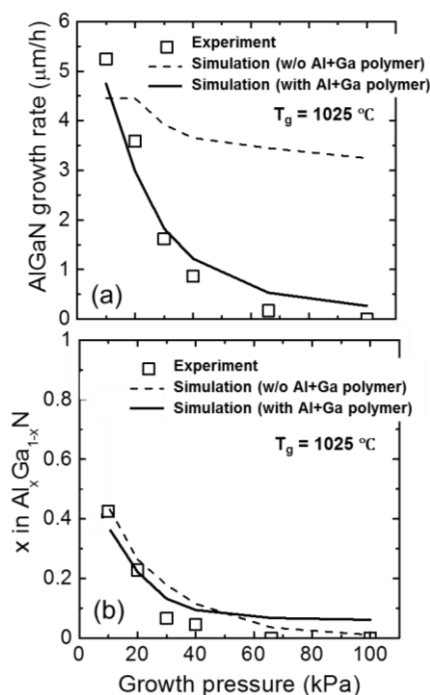 6
5
4
3
2
1
0
AlGaN growth rate (μm/h)
Experiment
Simulation (w/o Al+Ga polymer)
Simulation (with Al+Ga polymer)
Tg = 1025 ℃
(a)
1
0.8
0.6
0.4
0.2
0
x in AlxGa1-xN
Experiment
Simulation (w/o Al+Ga polymer)
Simulation (with Al+Ga polymer)
Tg = 1025 ℃
(b)
0 20 40 60 80 100
Growth pressure (kPa)